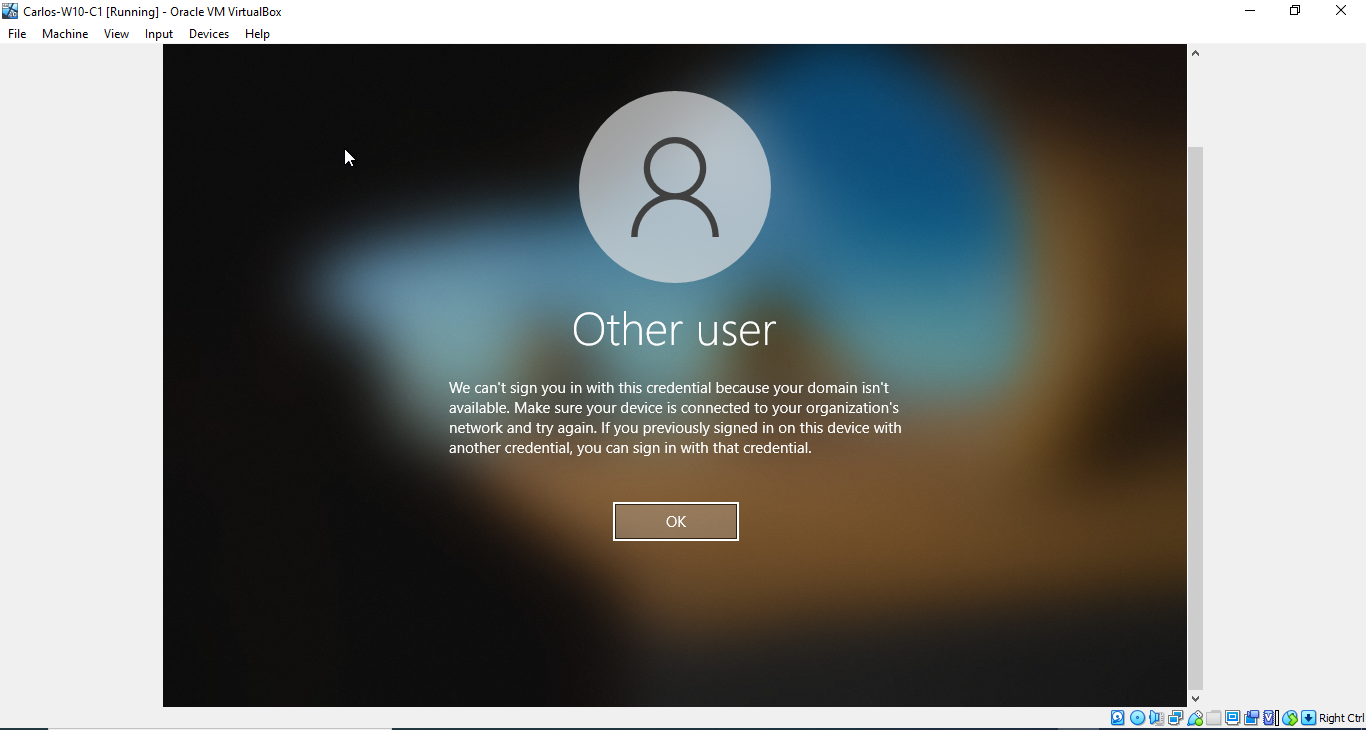 Carlos-W10-C1 [Running] - Oracle VM VirtualBox
File Machine View Input Devices Help
Other user
We can't sign you in with this credential because your domain isn't
available. Make sure your device is connected to your organization's
network and try again. If you previously signed in on this device with
another credential, you can sign in with that credential.
OK
Right Ctrl